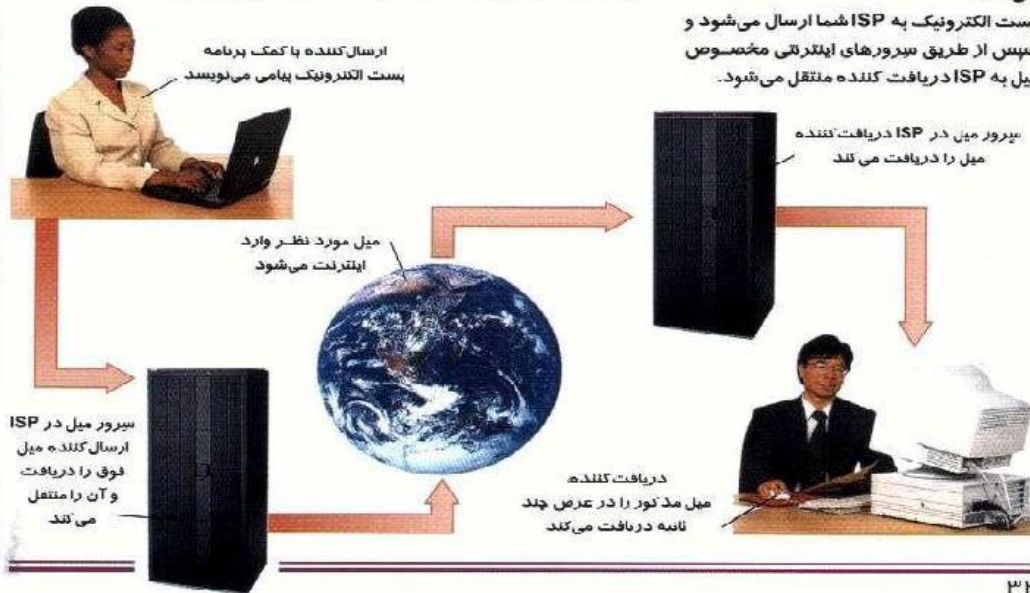 پست الکترونیک به ISP شما ارسال می‌شود و
سپس از طریق سرورهای اینترنتی مخصوص
میل به ISP دریافت کننده منتقل می‌شود.
ارسال‌کننده با کمک برنامه
پست الکترونیک پیامی می‌نویسد
سرور میل در ISP دریافت‌کننده
میل را دریافت می‌کند
میل مورد نظر وارد
اینترنت می‌شود
سرور میل در ISP
ارسال‌کننده میل
فوق را دریافت
و آن را منتقل
می‌کند
دریافت‌کننده
میل مذکور را در عرض چند
ثانیه دریافت می‌کند